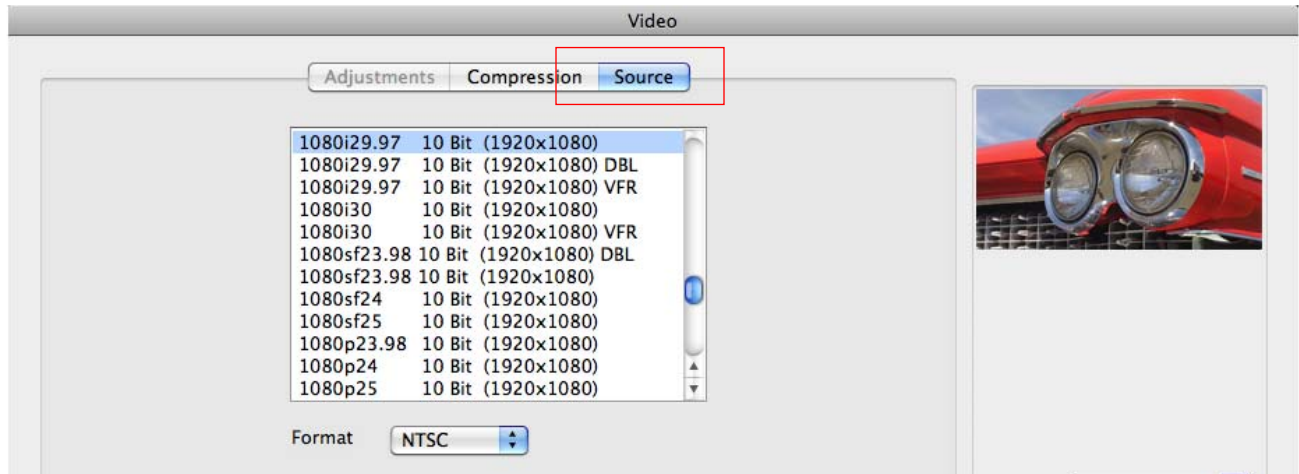 Video
Adjustments Compression Source
1080i29.97 10 Bit (1920x1080)
1080i29.97 10 Bit (1920x1080) DBL
1080i29.97 10 Bit (1920x1080) VFR
1080i30 10 Bit (1920x1080)
1080i30 10 Bit (1920x1080) VFR
1080sf23.98 10 Bit (1920x1080) DBL
1080sf23.98 10 Bit (1920x1080)
1080sf24 10 Bit (1920x1080)
1080sf25 10 Bit (1920x1080)
1080p23.98 10 Bit (1920x1080)
1080p24 10 Bit (1920x1080)
1080p25 10 Bit (1920x1080)
Format NTSC